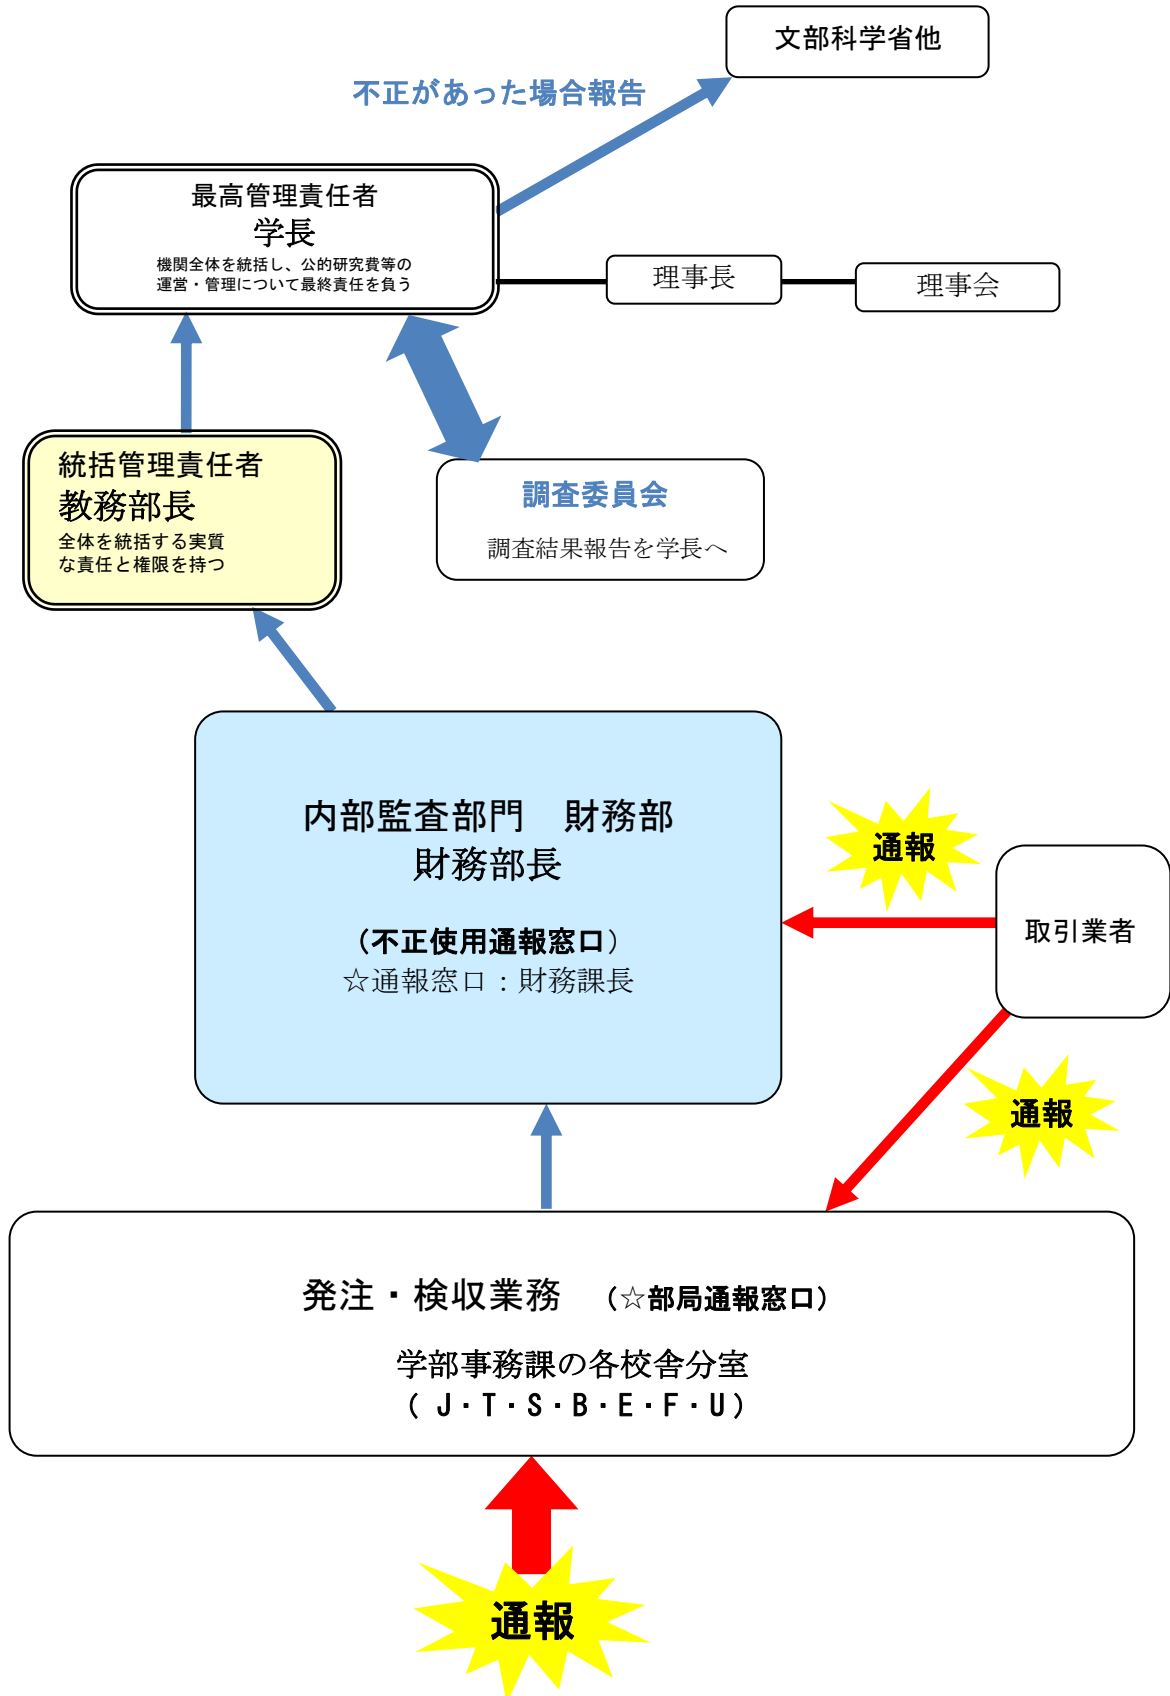 文部科学省他
不正があった場合報告
最高管理責任者
学長
機関全体を統括し、公的研究費等の
運営・管理について最終責任を負う
理事長
理事会
統括管理責任者
教務部長
全体を統括する実質
な責任と権限を持つ
調査委員会
調査結果報告を学長へ
内部監査部門　財務部
財務部長
（不正使用通報窓口）
☆通報窓口：財務課長
通報
取引業者
通報
発注・検収業務　（☆部局通報窓口）
学部事務課の各校舎分室
（ Ｊ・Ｔ・Ｓ・Ｂ・Ｅ・Ｆ・Ｕ）
通報